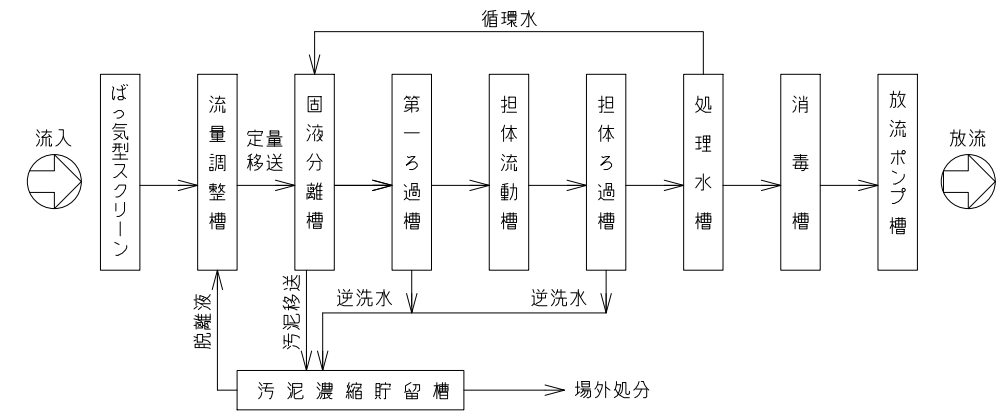 循環水
流入
ばっ気型スクリーン
流量調整槽
定量
移送
固液分離槽
第一ろ過槽
担体流動槽
担体ろ過槽
処理水槽
消毒槽
放流ポンプ槽
放流
脱離液
汚泥移送
逆洗水
逆洗水
汚泥濃縮貯留槽
場外処分